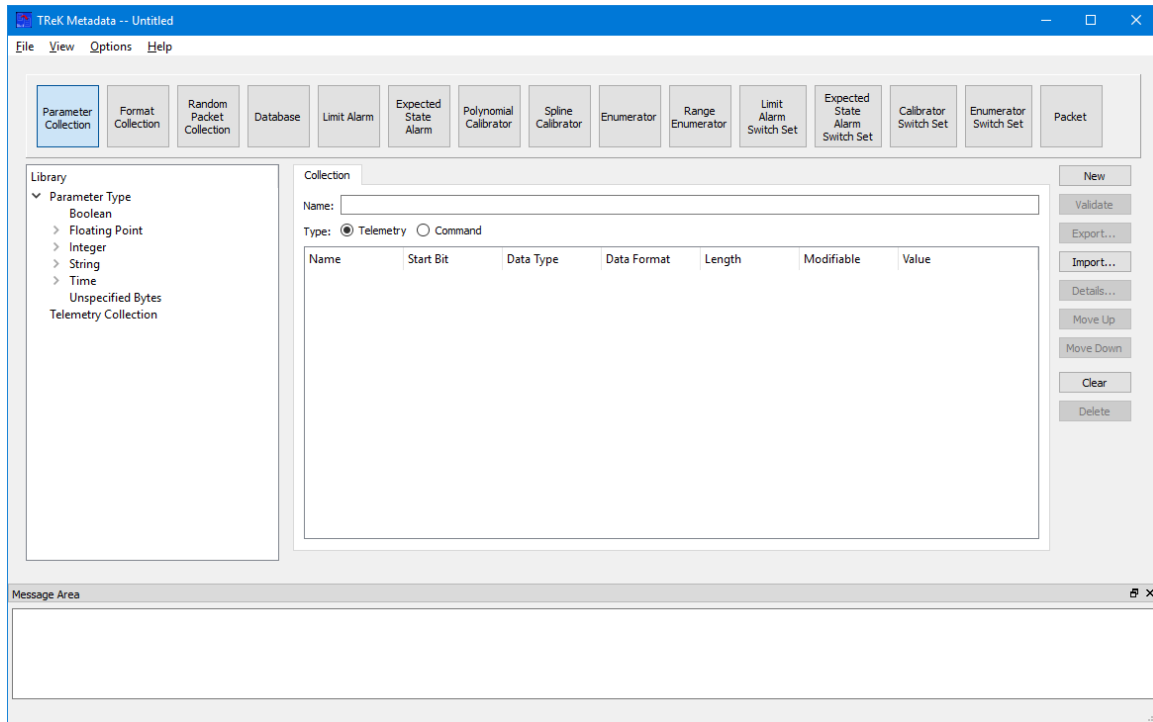 TReK Metadata -- Untitled
File View Options Help
Parameter Collection
Format Collection
Random Packet Collection
Database
Limit Alarm
Expected State Alarm
Polynomial Calibrator
Spline Calibrator
Enumerator
Range Enumerator
Limit Alarm Switch Set
Expected State Alarm Switch Set
Calibrator Switch Set
Enumerator Switch Set
Packet
Library
Parameter Type
Boolean
Floating Point
Integer
String
Time
Unspecified Bytes
Telemetry Collection
Collection
Name:
Type: Telemetry Command
Name Start Bit Data Type Data Format Length Modifiable Value
New
Validate
Export...
Import...
Details...
Move Up
Move Down
Clear
Delete
Message Area